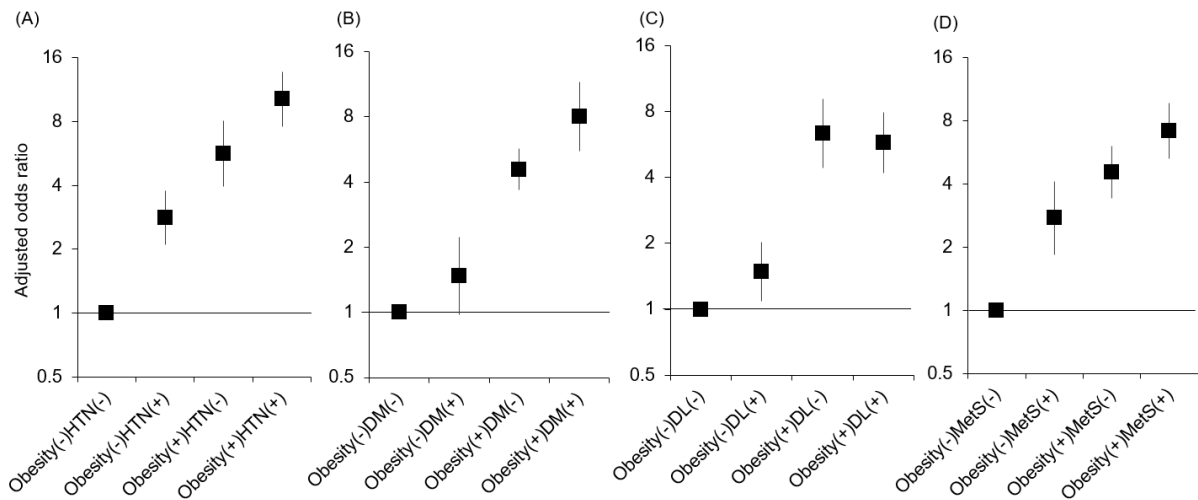 (A)
Adjusted odds ratio
16
8
4
2
1
0.5
Obesity(-)HTN(-)
Obesity(-)HTN(+)
Obesity(+)HTN(-)
Obesity(+)HTN(+)
(B)
16
8
4
2
1
0.5
Obesity(-)DM(-)
Obesity(-)DM(+)
Obesity(+)DM(-)
Obesity(+)DM(+)
(C)
16
8
4
2
1
0.5
Obesity(-)DL(-)
Obesity(-)DL(+)
Obesity(+)DL(-)
Obesity(+)DL(+)
(D)
16
8
4
2
1
0.5
Obesity(-)MetS(-)
Obesity(-)MetS(+)
Obesity(+)MetS(-)
Obesity(+)MetS(+)